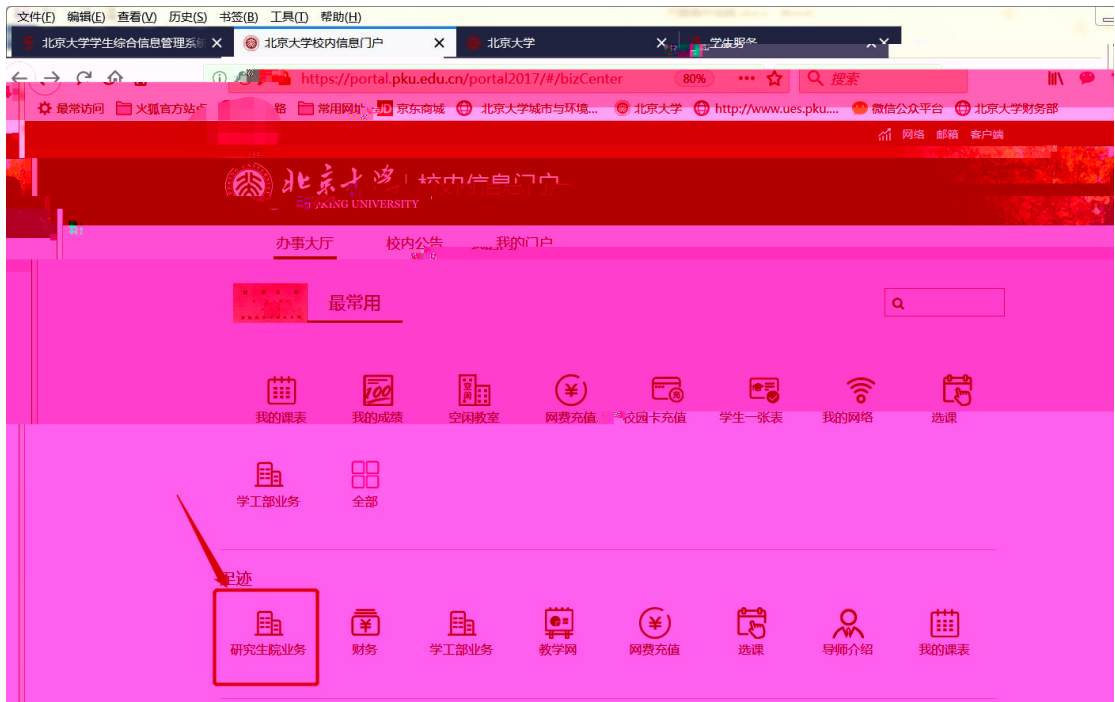 文件(F) 编辑(E) 查看(V) 历史(S) 书签(B) 工具(T) 帮助(H)
北京大学学生综合信息管理系统 北京大学校内信息门户 北京大学
https://portal.pku.edu.cn/portal2017/#/bizCenter 80% 搜索
最常访问 火狐官方站点 常用网址 JD 京东商城 北京大学城市与环境... 北京大学 http://www.ues.pku.... 微信公众平台 北京大学财务部
网络 邮箱 客户端
北京大学 校内信息门户
KING UNIVERSITY
办事大厅 校内公告 我的门户
最常用
我的课表 我的成绩 空闲教室 网费充值 校园卡充值 学生一张表 我的网络 选课
学工部业务 全部
足迹
研究生院业务 财务 学工部业务 教学网 网费充值 选课 导师介绍 我的课表